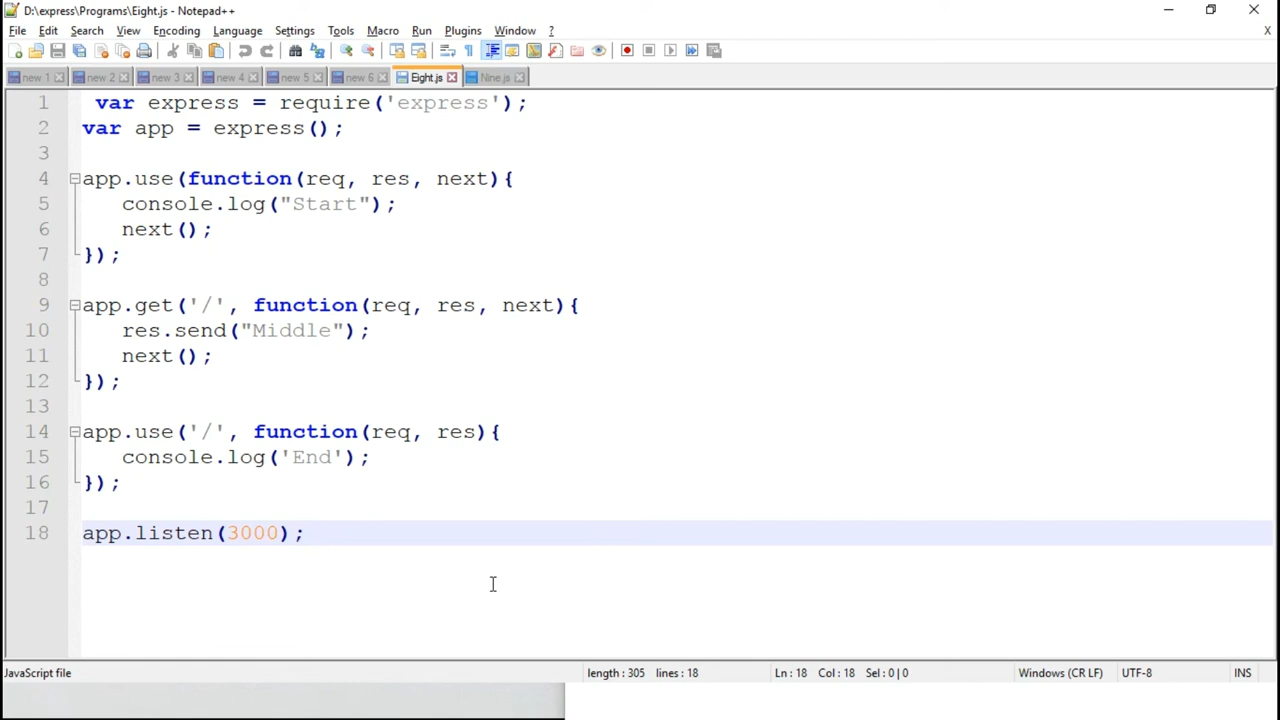 D:\express\Programs\Eight.js - Notepad++
File Edit Search View Encoding Language Settings Tools Macro Run Plugins Window ? X
new 1 new 2 new 3 new 4 new 5 new 6 Eight.js Nine.js
1 var express = require('express');
2 var app = express();
3
4 app.use(function(req, res, next){
5 console.log("Start");
6 next();
7 });
8
9 app.get('/', function(req, res, next){
10 res.send("Middle");
11 next();
12 });
13
14 app.use('/', function(req, res){
15 console.log('End');
16 });
17
18 app.listen(3000);
JavaScript file length : 305 lines : 18 Ln : 18 Col : 18 Sel : 0 | 0 Windows (CR LF) UTF-8 INS